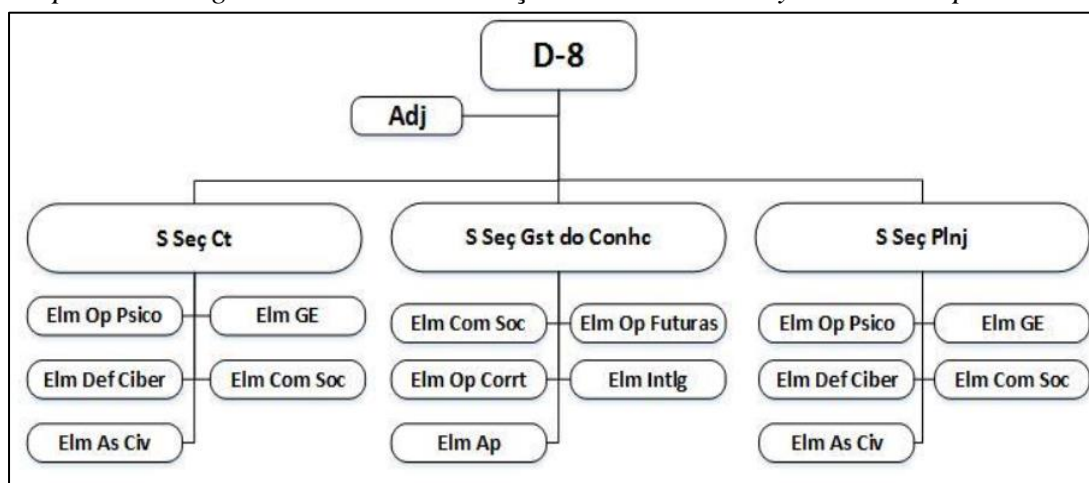 D-8
Adj
S Seç Ct
S Seç Gst do Conhc
S Seç Plnj
Elm Op Psico
Elm GE
Elm Def Ciber
Elm Com Soc
Elm As Civ
Elm Com Soc
Elm Op Futuras
Elm Op Corrt
Elm Intlg
Elm Ap
Elm Op Psico
Elm GE
Elm Def Ciber
Elm Com Soc
Elm As Civ